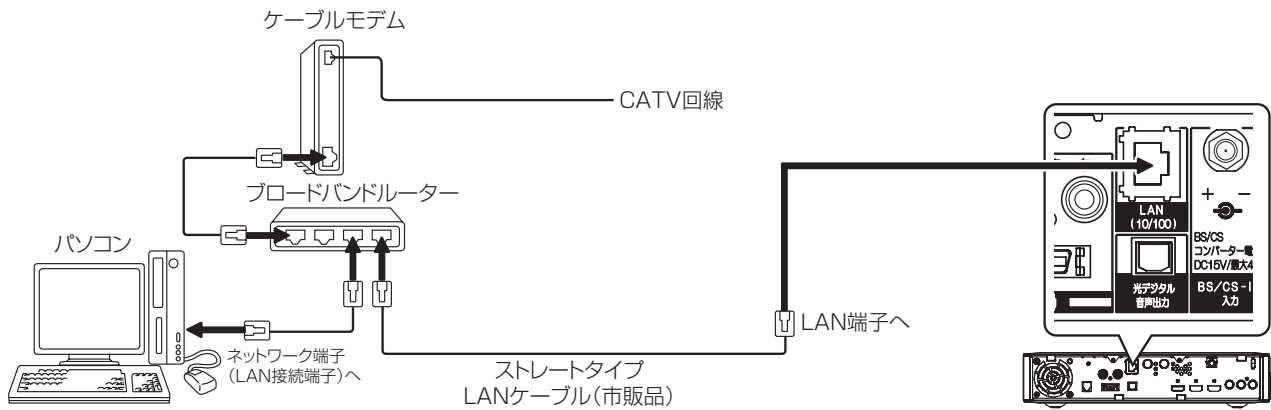 ケーブルモデム
CATV回線
ブロードバンドルーター
パソコン
ネットワーク端子
(LAN接続端子)へ
ストレートタイプ
LANケーブル(市販品)
LAN端子へ
LAN
(10/100)
光デジタル
音声出力
+ -
BS/CS
コンバーター電
DC15V/最大4
BS/CS-I
入力